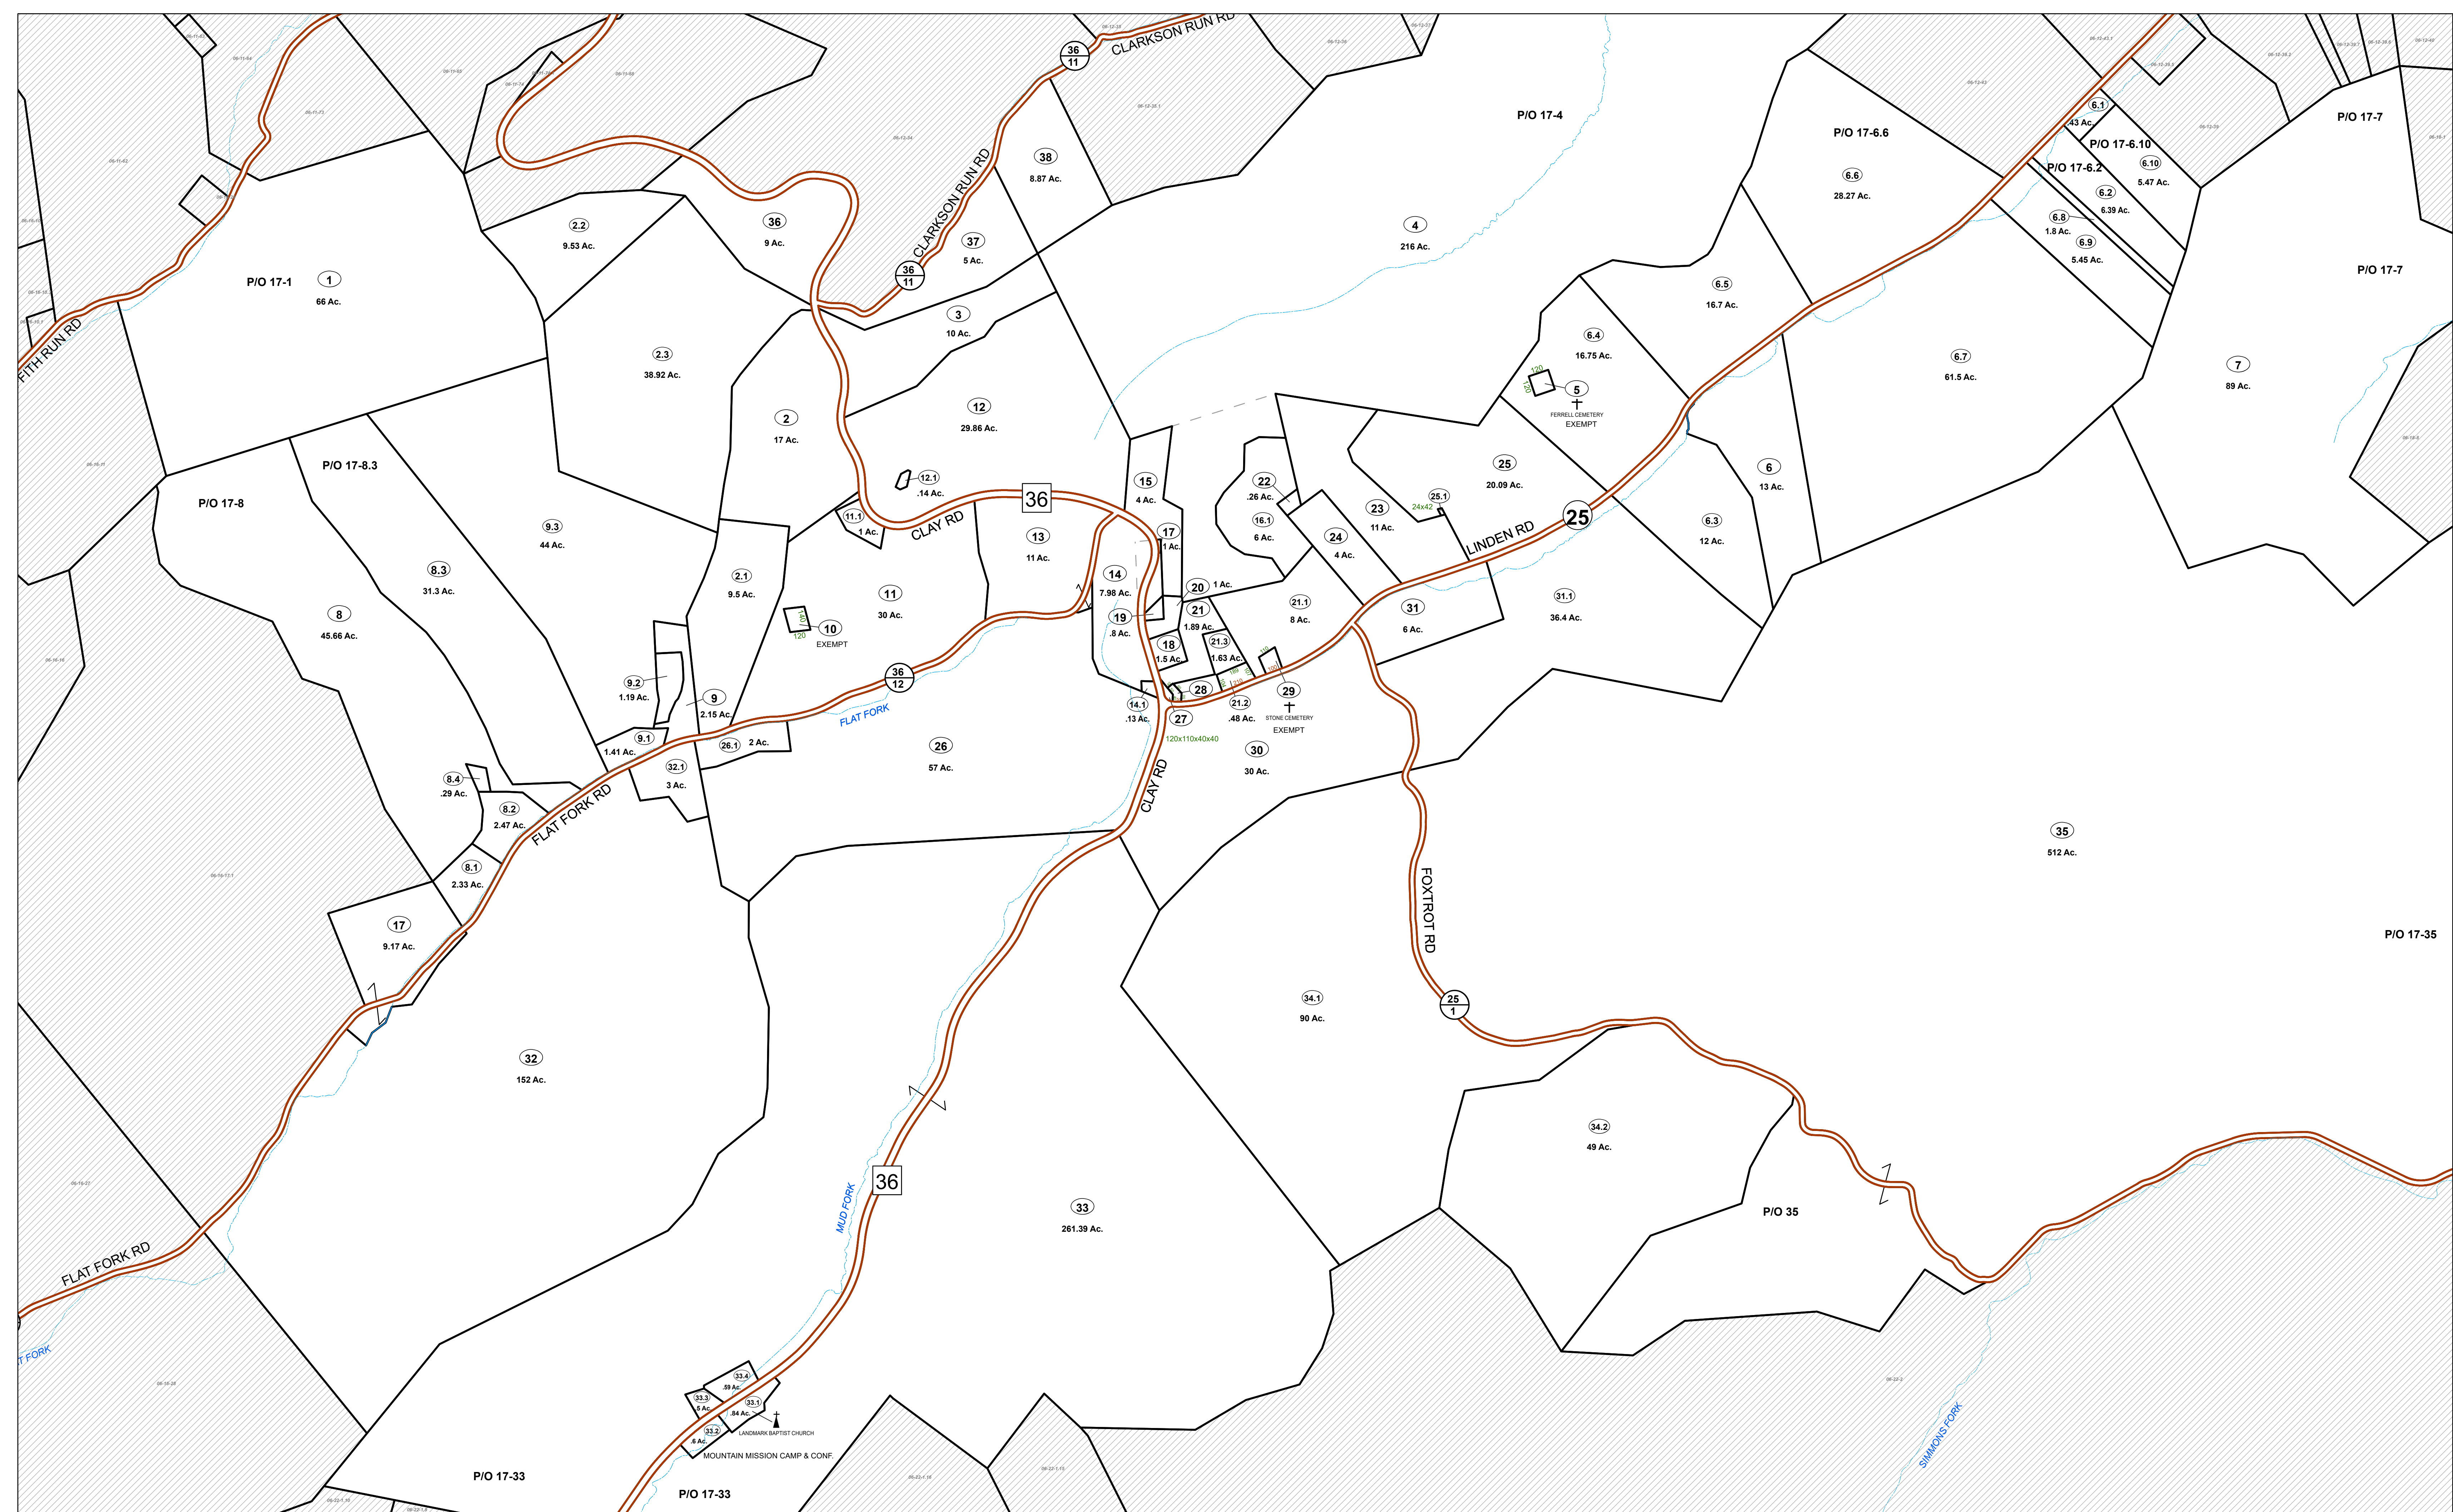 36
11
CLARKSON RUN RD
P/O 17-4
P/O 17-6.6
6.1
.43 Ac.
P/O 17-7
P/O 17-6.10
6.10
5.47 Ac.
P/O 17-6.2
6.2
6.39 Ac.
6.6
28.27 Ac.
38
8.87 Ac.
CLARKSON RUN RD
36
9 Ac.
2.2
9.53 Ac.
37
5 Ac.
36
11
4
216 Ac.
6.8
1.8 Ac.
6.9
5.45 Ac.
P/O 17-7
P/O 17-1
1
66 Ac.
6.5
16.7 Ac.
3
10 Ac.
FITH RUN RD
2.3
38.92 Ac.
6.4
16.75 Ac.
6.7
61.5 Ac.
7
89 Ac.
120
120
5
FERRELL CEMETERY
EXEMPT
2
17 Ac.
12
29.86 Ac.
P/O 17-8.3
P/O 17-8
12.1
.14 Ac.
36
15
4 Ac.
22
.26 Ac.
25
20.09 Ac.
6
13 Ac.
11.1
1 Ac.
CLAY RD
9.3
44 Ac.
13
11 Ac.
17
1 Ac.
16.1
6 Ac.
24
4 Ac.
23
11 Ac.
25.1
24x42
LINDEN RD
25
6.3
12 Ac.
8.3
31.3 Ac.
2.1
9.5 Ac.
11
30 Ac.
14
7.98 Ac.
20
1 Ac.
8
45.66 Ac.
140
120
10
EXEMPT
19
.8 Ac.
21
1.89 Ac.
21.1
8 Ac.
31
6 Ac.
31.1
36.4 Ac.
18
1.5 Ac.
21.3
1.63 Ac.
36
12
9.2
1.19 Ac.
9
2.15 Ac.
FLAT FORK
14.1
.13 Ac.
28
27
120x110x40x40
21.2
.48 Ac.
210
100
29
STONE CEMETERY
EXEMPT
9.1
1.41 Ac.
26.1
2 Ac.
26
57 Ac.
30
30 Ac.
32.1
3 Ac.
CLAY RD
8.4
.29 Ac.
8.2
2.47 Ac.
FLAT FORK RD
35
512 Ac.
8.1
2.33 Ac.
17
9.17 Ac.
FOXTROT RD
P/O 17-35
34.1
90 Ac.
25
1
32
152 Ac.
34.2
49 Ac.
36
MUD FORK
33
261.39 Ac.
P/O 35
FLAT FORK RD
T FORK
33.4
.59 Ac.
33.3
.5 Ac.
33.1
.84 Ac.
33.2
.6 Ac.
LANDMARK BAPTIST CHURCH
MOUNTAIN MISSION CAMP & CONF.
P/O 17-33
P/O 17-33
SIMMONS FORK